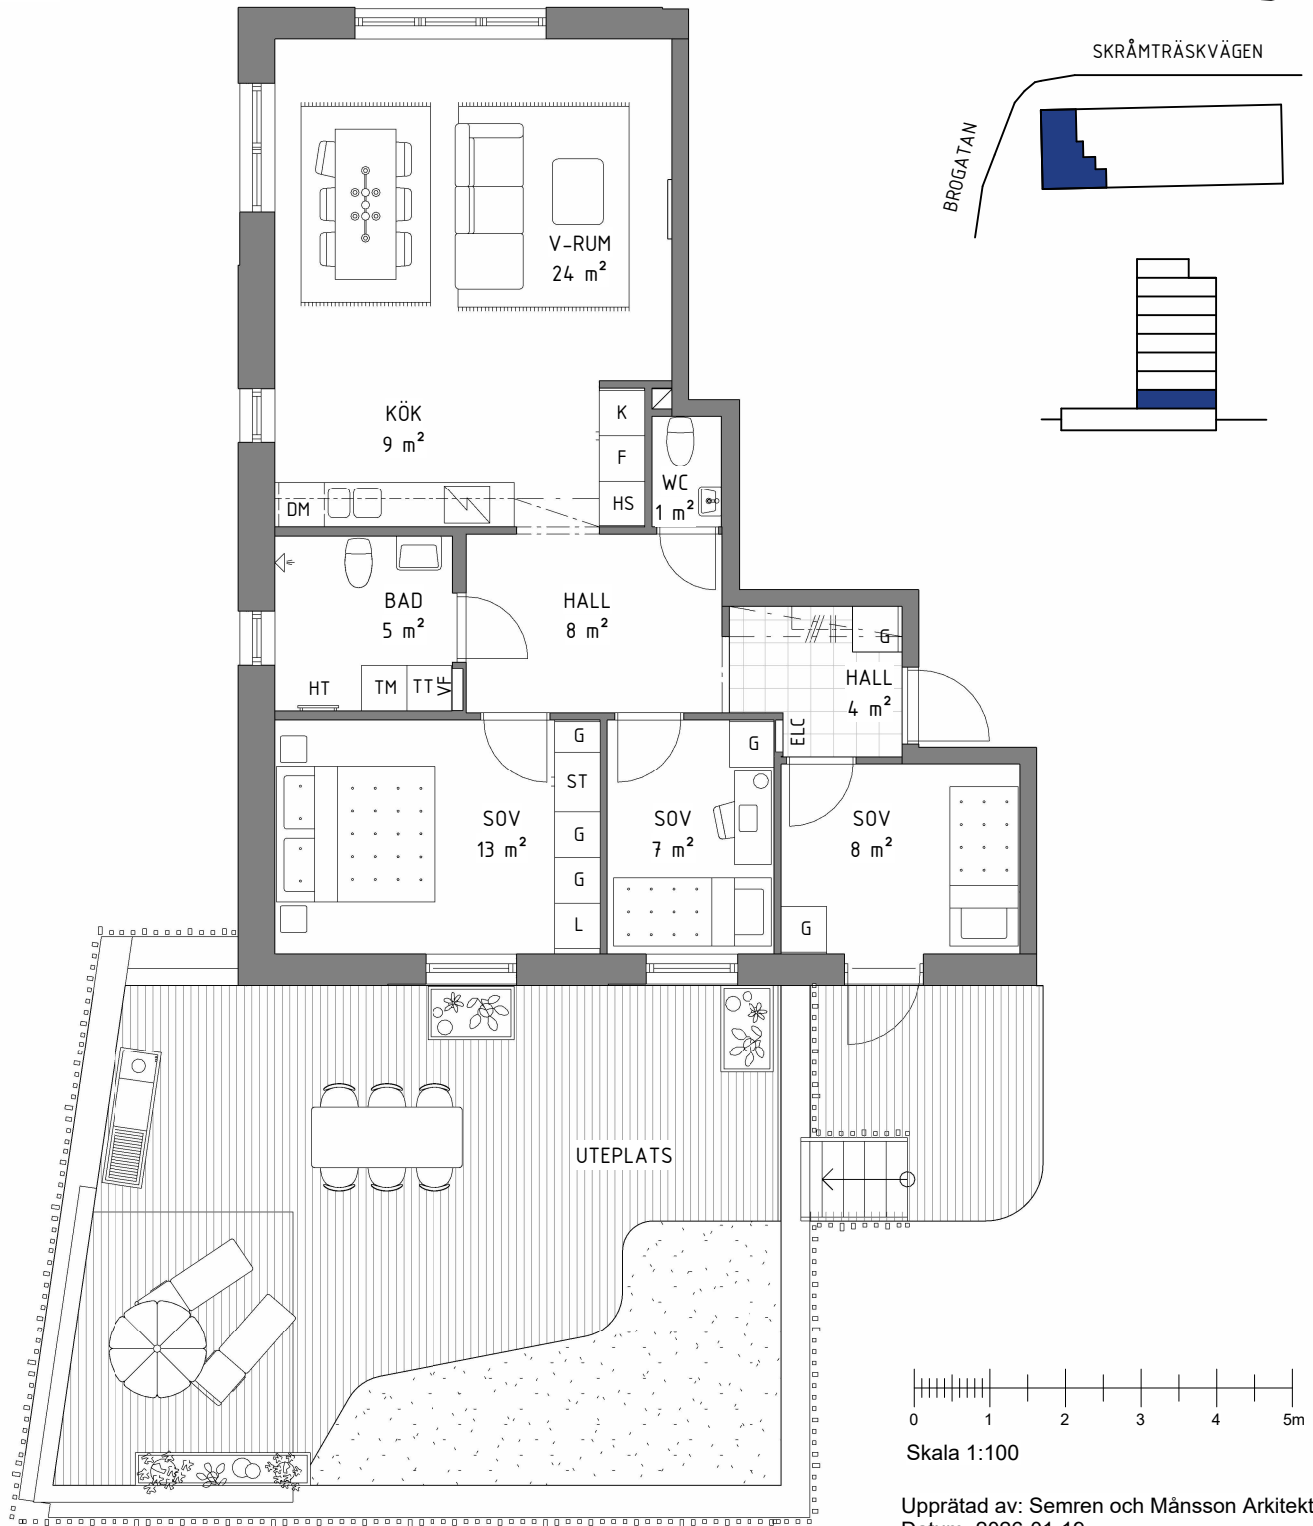 SKRÅMTRÄSKVÄGEN
BROGATAN
V-RUM
24 m²
KÖK
9 m²
K
F
HS
WC
1 m²
DM
BAD
5 m²
HALL
8 m²
G
HALL
4 m²
HT
TM
TT
VF
ELC
G
ST
G
G
L
SOV
13 m²
G
SOV
7 m²
SOV
8 m²
G
UTEPLATS
0 1 2 3 4 5m
Skala 1:100
Upprätad av: Semren och Månsson Arkitekt